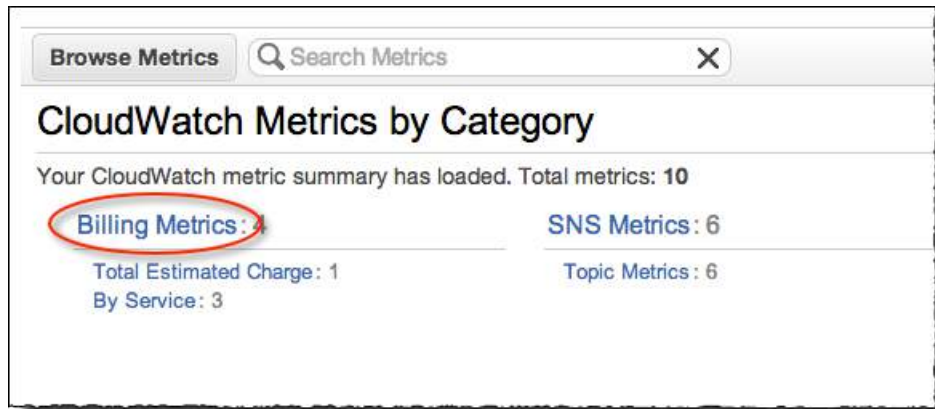 Browse Metrics Search Metrics
CloudWatch Metrics by Category
Your CloudWatch metric summary has loaded. Total metrics: 10
Billing Metrics: 4 SNS Metrics: 6
Total Estimated Charge: 1 Topic Metrics: 6
By Service: 3